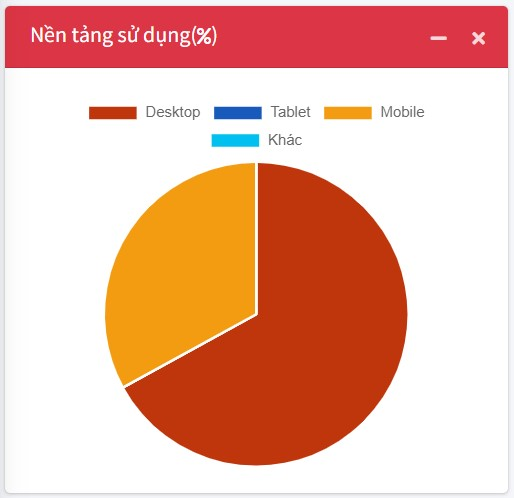 Nền tảng sử dụng(%)
Desktop Tablet Mobile
Khác